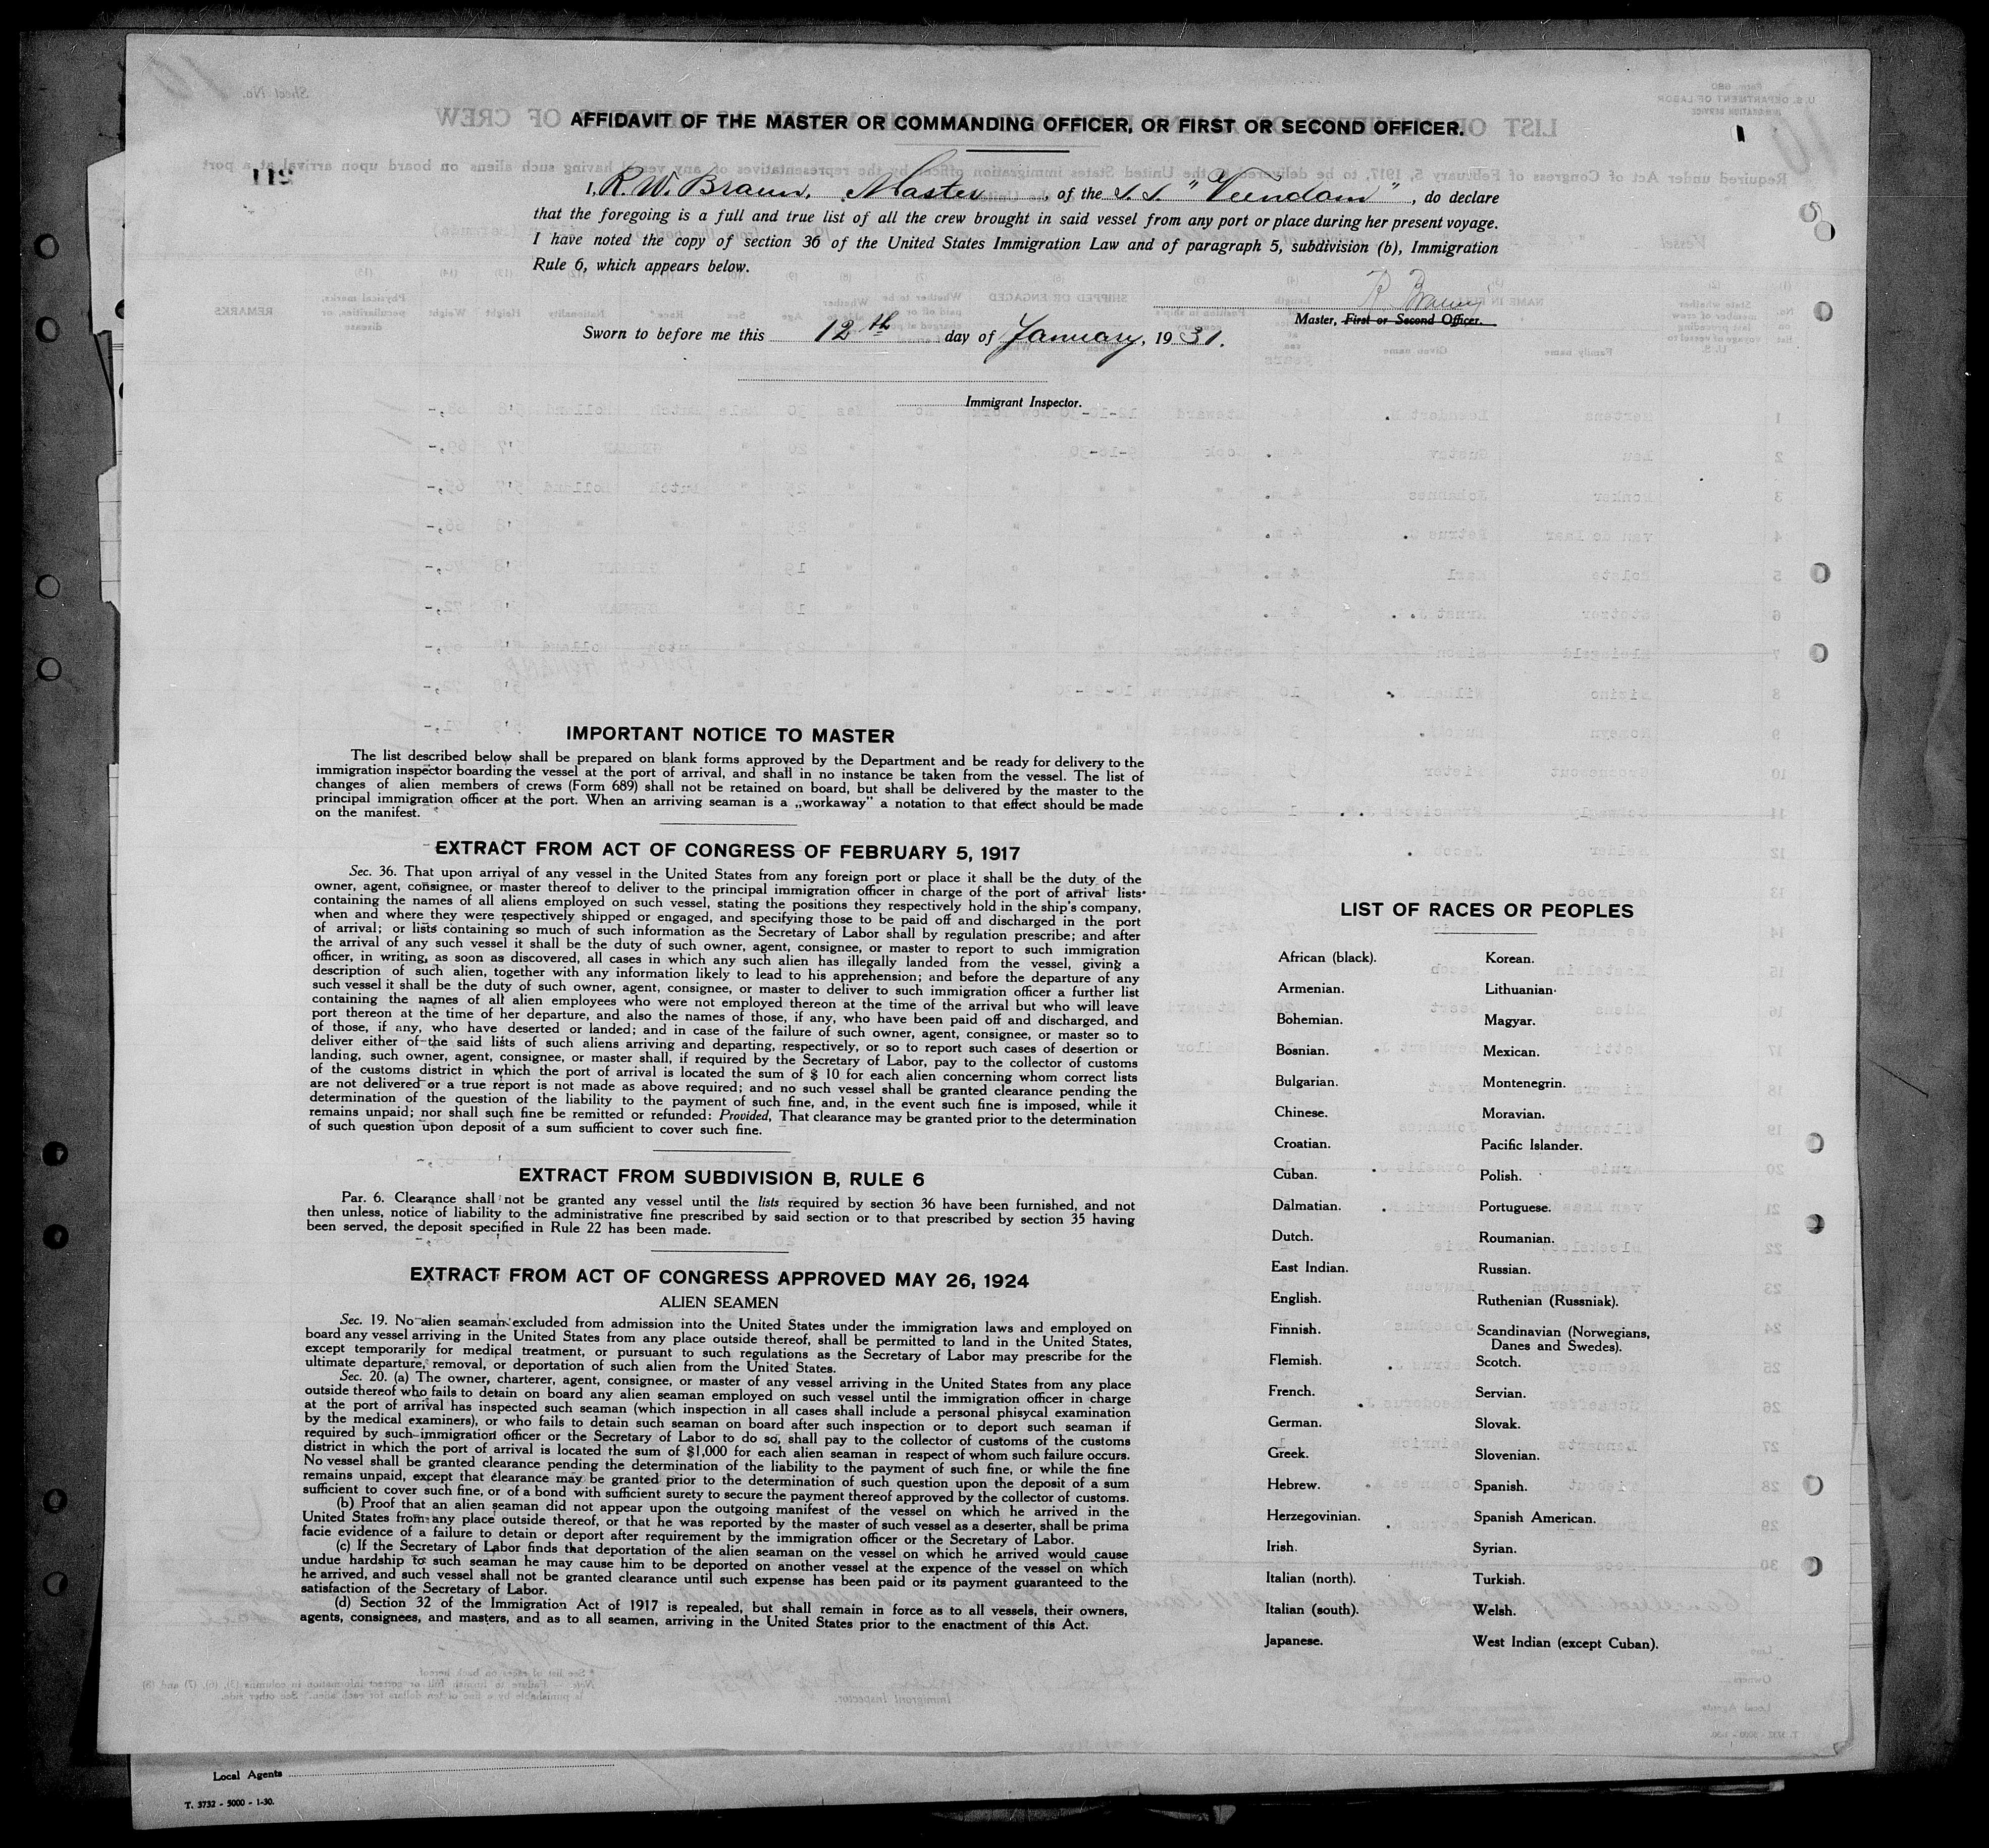 AFFIDAVIT OF THE MASTER OR COMMANDING OFFICER, OR FIRST OR SECOND OFFICER.
I, R. W. Braun, Master, of the S. S. "Veendam", do declare
that the foregoing is a full and true list of all the crew brought in said vessel from any port or place during her present voyage.
I have noted the copy of section 36 of the United States Immigration Law and of paragraph 5, subdivision (b), Immigration
Rule 6, which appears below.
R Braun
Master, First or Second Officer.
Sworn to before me this 12th day of January, 1931.
Immigrant Inspector.
IMPORTANT NOTICE TO MASTER
The list described below shall be prepared on blank forms approved by the Department and be ready for delivery to the
immigration inspector boarding the vessel at the port of arrival, and shall in no instance be taken from the vessel. The list of
changes of alien members of crews (Form 689) shall not be retained on board, but shall be delivered by the master to the
principal immigration officer at the port. When an arriving seaman is a „workaway” a notation to that effect should be made
on the manifest.
EXTRACT FROM ACT OF CONGRESS OF FEBRUARY 5, 1917
Sec. 36. That upon arrival of any vessel in the United States from any foreign port or place it shall be the duty of the
owner, agent, consignee, or master thereof to deliver to the principal immigration officer in charge of the port of arrival lists
containing the names of all aliens employed on such vessel, stating the positions they respectively hold in the ship's company,
when and where they were respectively shipped or engaged, and specifying those to be paid off and discharged in the port
of arrival; or lists containing so much of such information as the Secretary of Labor shall by regulation prescribe; and after
the arrival of any such vessel it shall be the duty of such owner, agent, consignee, or master to report to such immigration
officer, in writing, as soon as discovered, all cases in which any such alien has illegally landed from the vessel, giving a
description of such alien, together with any information likely to lead to his apprehension; and before the departure of any
such vessel it shall be the duty of such owner, agent, consignee, or master to deliver to such immigration officer a further list
containing the names of all alien employees who were not employed thereon at the time of the arrival but who will leave
port thereon at the time of her departure, and also the names of those, if any, who have been paid off and discharged, and
of those, if any, who have deserted or landed; and in case of the failure of such owner, agent, consignee, or master so to
deliver either of the said lists of such aliens arriving and departing, respectively, or so to report such cases of desertion or
landing, such owner, agent, consignee, or master shall, if required by the Secretary of Labor, pay to the collector of customs
of the customs district in which the port of arrival is located the sum of $ 10 for each alien concerning whom correct lists
are not delivered or a true report is not made as above required; and no such vessel shall be granted clearance pending the
determination of the question of the liability to the payment of such fine, and, in the event such fine is imposed, while it
remains unpaid; nor shall such fine be remitted or refunded: Provided, That clearance may be granted prior to the determination
of such question upon deposit of a sum sufficient to cover such fine.
EXTRACT FROM SUBDIVISION B, RULE 6
Par. 6. Clearance shall not be granted any vessel until the lists required by section 36 have been furnished, and not
then unless, notice of liability to the administrative fine prescribed by said section or to that prescribed by section 35 having
been served, the deposit specified in Rule 22 has been made.
EXTRACT FROM ACT OF CONGRESS APPROVED MAY 26, 1924
ALIEN SEAMEN
Sec. 19. No alien seaman excluded from admission into the United States under the immigration laws and employed on
board any vessel arriving in the United States from any place outside thereof, shall be permitted to land in the United States,
except temporarily for medical treatment, or pursuant to such regulations as the Secretary of Labor may prescribe for the
ultimate departure, removal, or deportation of such alien from the United States.
Sec. 20. (a) The owner, charterer, agent, consignee, or master of any vessel arriving in the United States from any place
outside thereof who fails to detain on board any alien seaman employed on such vessel until the immigration officer in charge
at the port of arrival has inspected such seaman (which inspection in all cases shall include a personal phisycal examination
by the medical examiners), or who fails to detain such seaman on board after such inspection or to deport such seaman if
required by such immigration officer or the Secretary of Labor to do so, shall pay to the collector of customs of the customs
district in which the port of arrival is located the sum of $1,000 for each alien seaman in respect of whom such failure occurs.
No vessel shall be granted clearance pending the determination of the liability to the payment of such fine, or while the fine
remains unpaid, except that clearance may be granted prior to the determination of such question upon the deposit of a sum
sufficient to cover such fine, or of a bond with sufficient surety to secure the payment thereof approved by the collector of customs.
(b) Proof that an alien seaman did not appear upon the outgoing manifest of the vessel on which he arrived in the
United States from any place outside thereof, or that he was reported by the master of such vessel as a deserter, shall be prima
facie evidence of a failure to detain or deport after requirement by the immigration officer or the Secretary of Labor.
(c) If the Secretary of Labor finds that deportation of the alien seaman on the vessel on which he arrived would cause
undue hardship to such seaman he may cause him to be deported on another vessel at the expence of the vessel on which
he arrived, and such vessel shall not be granted clearance until such expense has been paid or its payment guaranteed to the
satisfaction of the Secretary of Labor.
(d) Section 32 of the Immigration Act of 1917 is repealed, but shall remain in force as to all vessels, their owners,
agents, consignees, and masters, and as to all seamen, arriving in the United States prior to the enactment of this Act.
LIST OF RACES OR PEOPLES
African (black).
Armenian.
Bohemian.
Bosnian.
Bulgarian.
Chinese.
Croatian.
Cuban.
Dalmatian.
Dutch.
East Indian.
English.
Finnish.
Flemish.
French.
German.
Greek.
Hebrew.
Herzegovinian.
Irish.
Italian (north).
Italian (south).
Japanese.
Korean.
Lithuanian.
Magyar.
Mexican.
Montenegrin.
Moravian.
Pacific Islander.
Polish.
Portuguese.
Roumanian.
Russian.
Ruthenian (Russniak).
Scandinavian (Norwegians,
Danes and Swedes).
Scotch.
Servian.
Slovak.
Slovenian.
Spanish.
Spanish American.
Syrian.
Turkish.
Welsh.
West Indian (except Cuban).
Local Agents
T. 3732 - 5000 - 1-30.